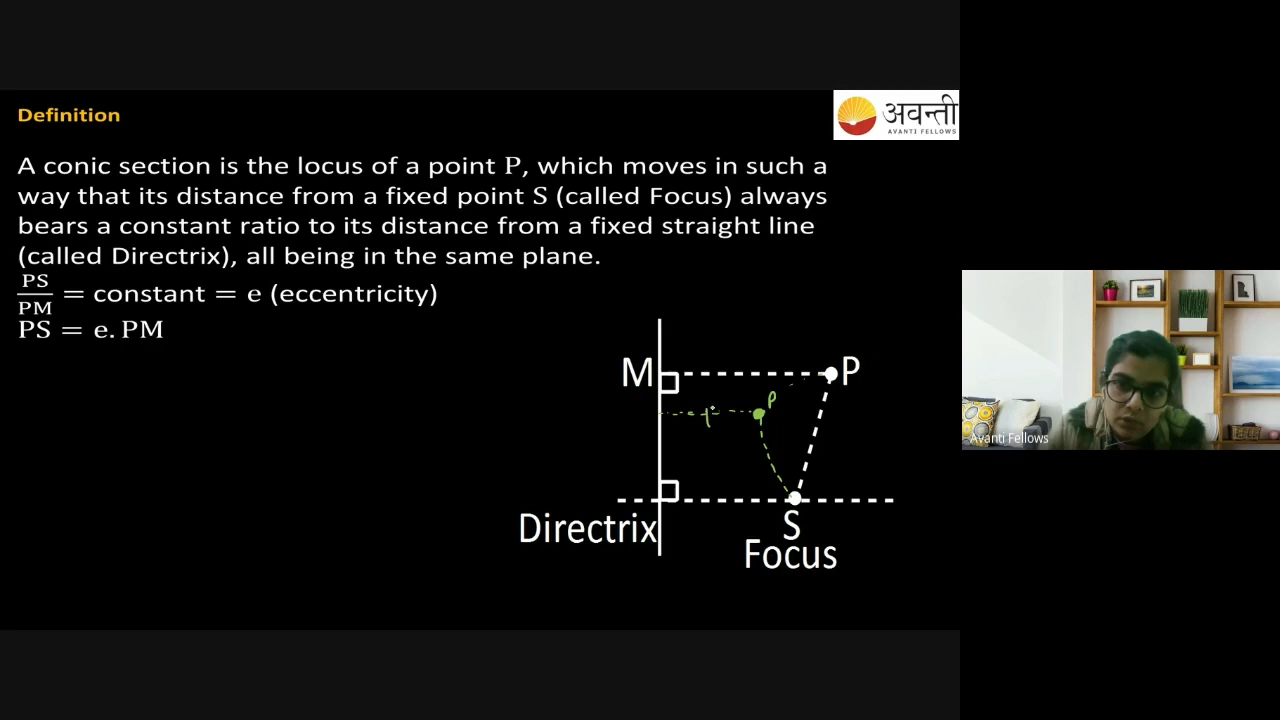 Definition
अवन्ती
AVANTI FELLOWS
A conic section is the locus of a point P, which moves in such a
way that its distance from a fixed point S (called Focus) always
bears a constant ratio to its distance from a fixed straight line
(called Directrix), all being in the same plane.
PS/PM = constant = e (eccentricity)
PS = e. PM
M
P
P
S
Directrix
Focus
Avanti Fellows